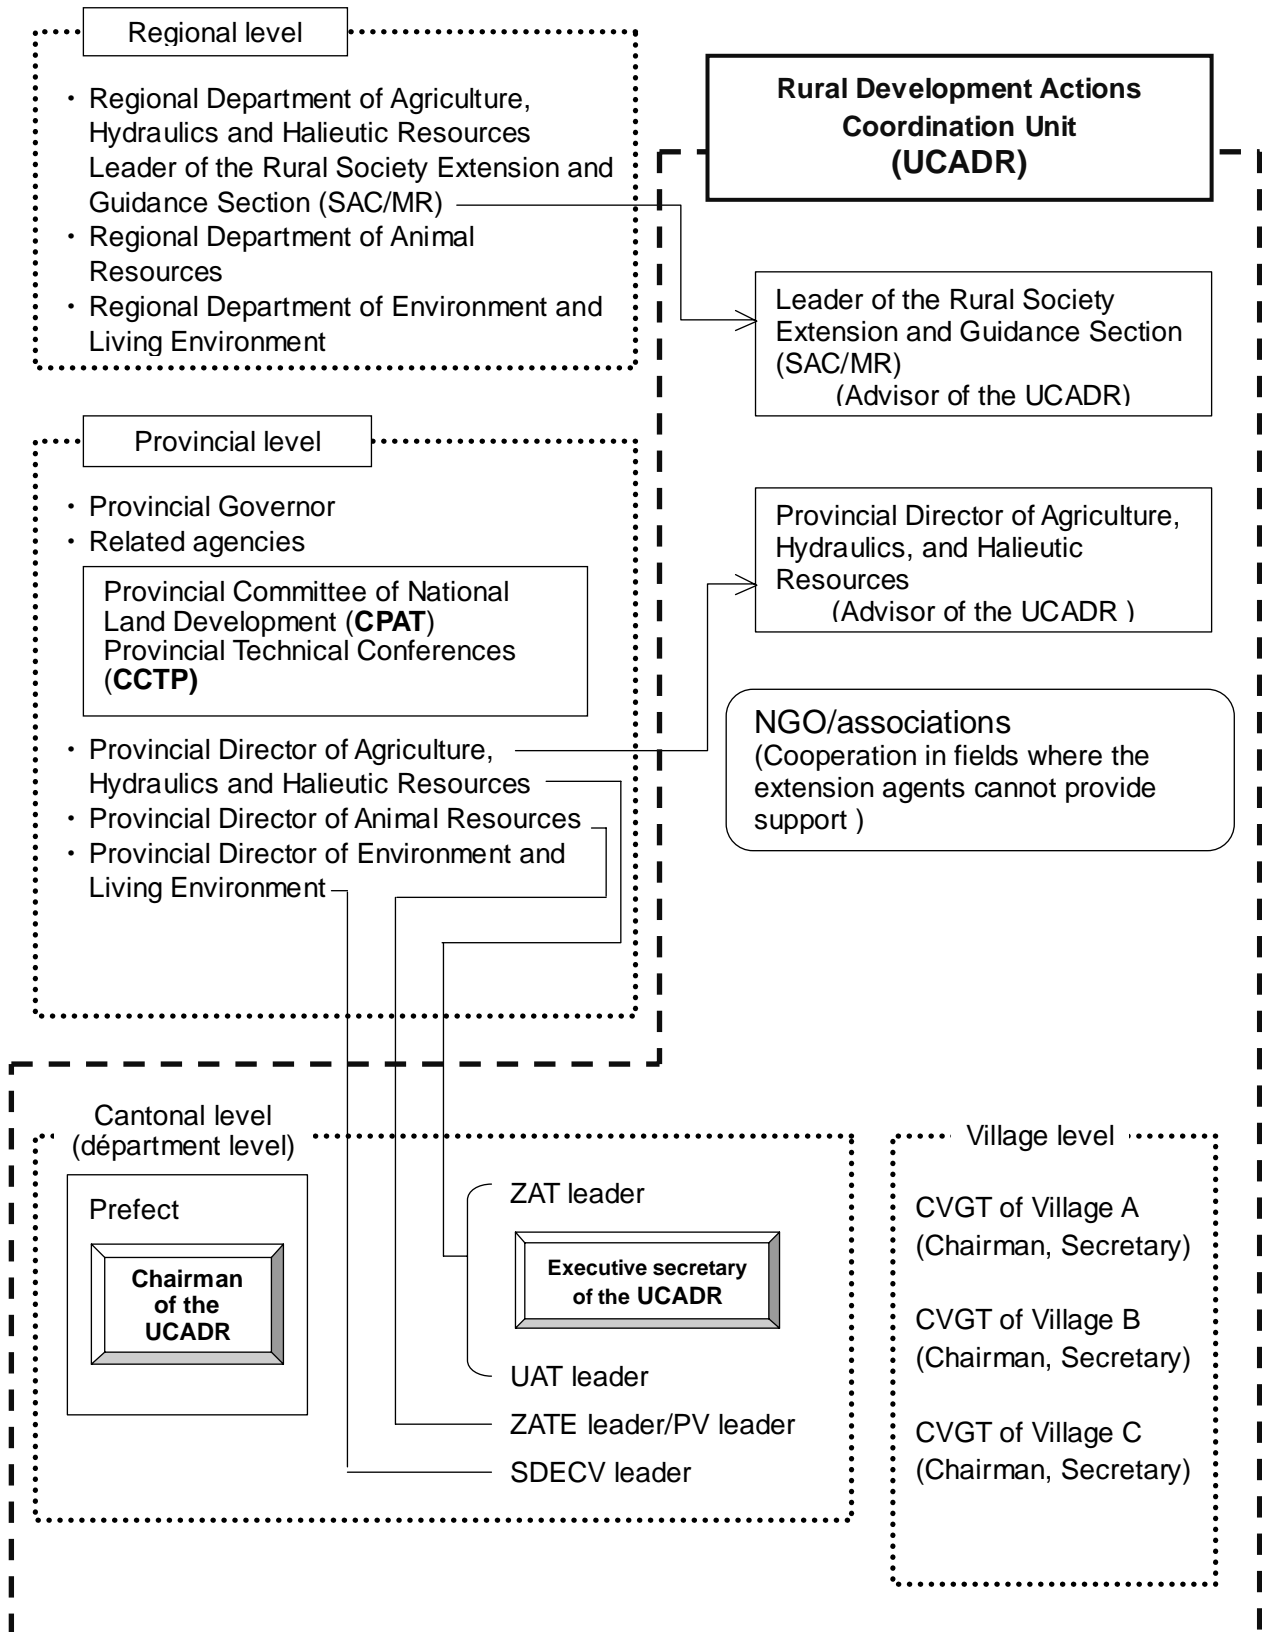 Regional level
・ Regional Department of Agriculture,
Hydraulics and Halieutic Resources
Leader of the Rural Society Extension and
Guidance Section (SAC/MR)
・ Regional Department of Animal
Resources
・ Regional Department of Environment and
Living Environment
Rural Development Actions
Coordination Unit
(UCADR)
Leader of the Rural Society
Extension and Guidance Section
(SAC/MR)
(Advisor of the UCADR)
Provincial level
・ Provincial Governor
・ Related agencies
Provincial Committee of National
Land Development (CPAT)
Provincial Technical Conferences
(CCTP)
・ Provincial Director of Agriculture,
Hydraulics and Halieutic Resources
・ Provincial Director of Animal Resources
・ Provincial Director of Environment and
Living Environment
Provincial Director of Agriculture,
Hydraulics, and Halieutic
Resources
(Advisor of the UCADR )
NGO/associations
(Cooperation in fields where the
extension agents cannot provide
support )
Cantonal level
(départment level)
Prefect
Chairman
of the
UCADR
ZAT leader
Executive secretary
of the UCADR
UAT leader
ZATE leader/PV leader
SDECV leader
Village level
CVGT of Village A
(Chairman, Secretary)
CVGT of Village B
(Chairman, Secretary)
CVGT of Village C
(Chairman, Secretary)